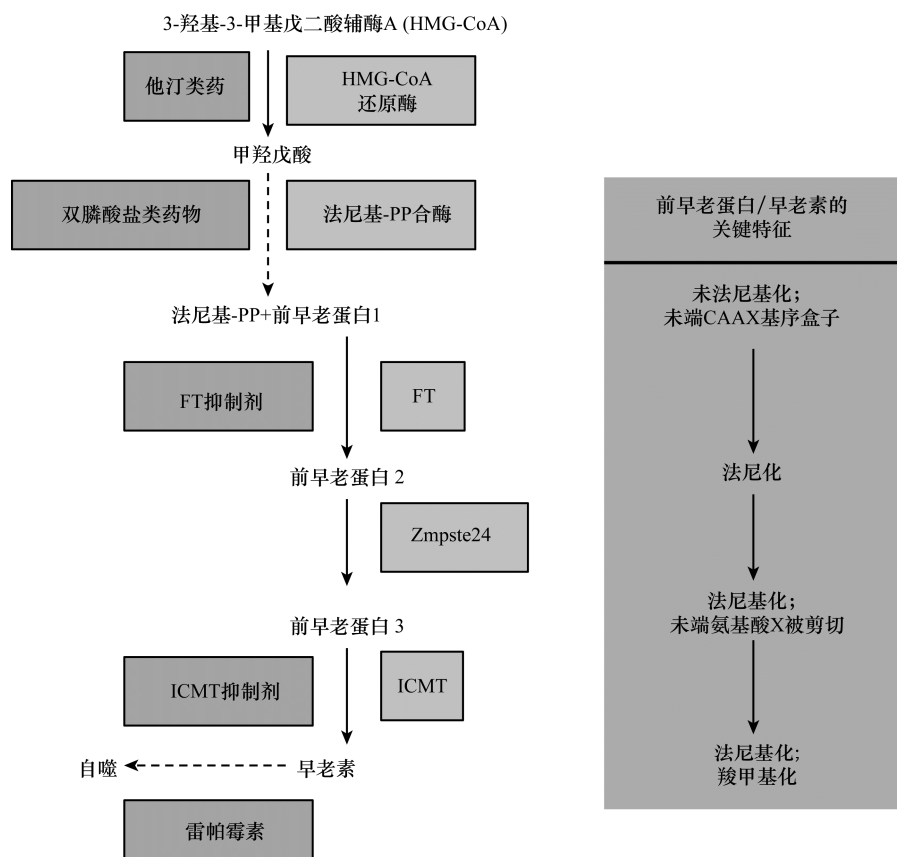 3-羟基-3-甲基戊二酸辅酶A (HMG-CoA)
他汀类药
HMG-CoA
还原酶
甲羟戊酸
双膦酸盐类药物
法尼基-PP合酶
法尼基-PP+前早老蛋白1
FT抑制剂
FT
前早老蛋白 2
Zmpste24
前早老蛋白 3
ICMT抑制剂
ICMT
自噬
早老素
雷帕霉素
前早老蛋白/早老素的
关键特征
未法尼基化；
未端CAAX基序盒子
法尼化
法尼基化；
未端氨基酸X被剪切
法尼基化;
羧甲基化